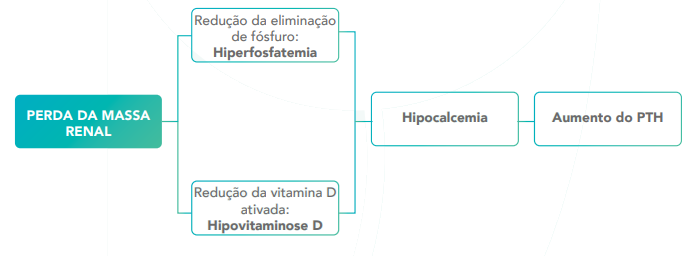 Redução da eliminação
de fósfuro:
Hiperfosfatemia
PERDA DA MASSA
RENAL
Hipocalcemia
Aumento do PTH
Redução da vitamina D
ativada:
Hipovitaminose D